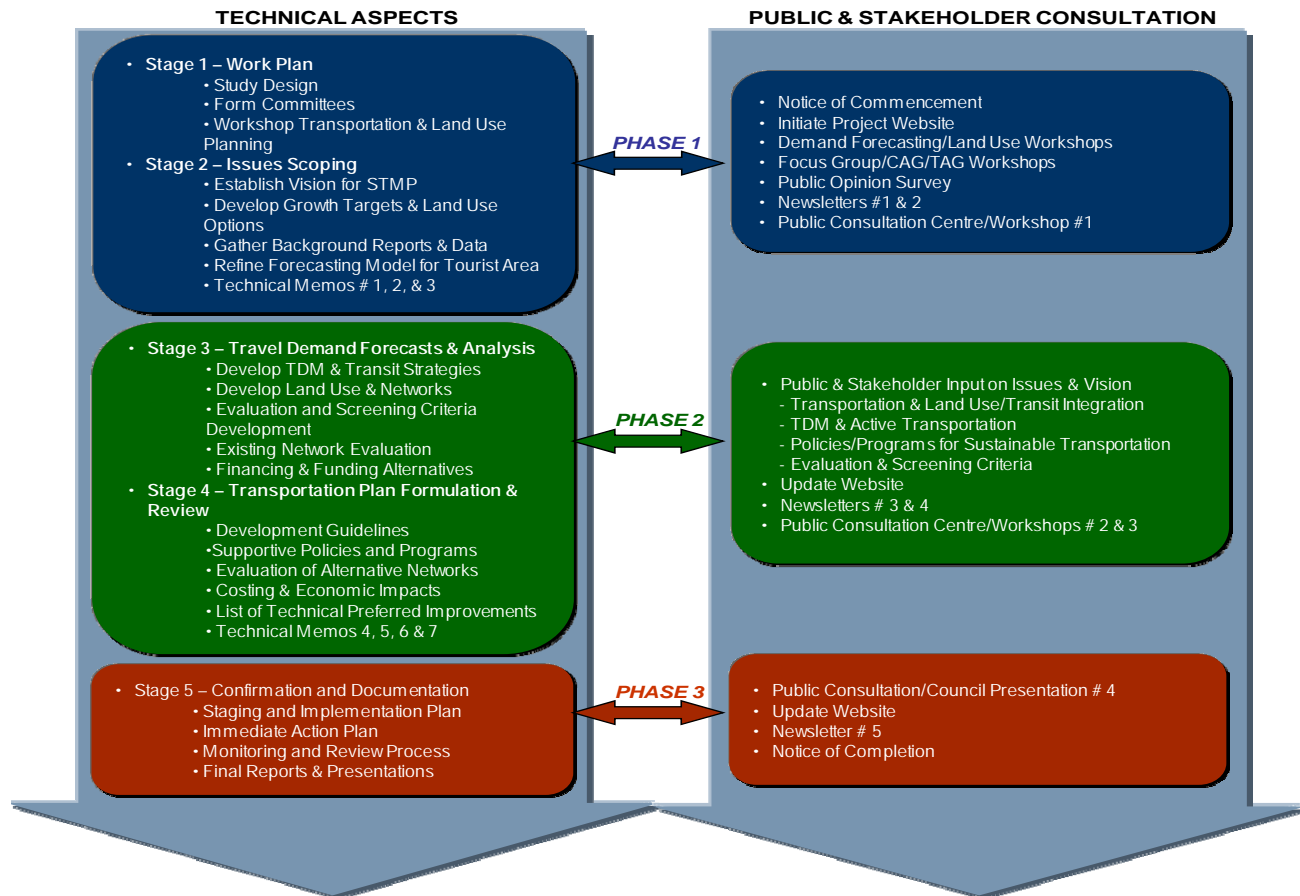 TECHNICAL ASPECTS
• Stage 1 – Work Plan
• Study Design
• Form Committees
• Workshop Transportation & Land Use
Planning
• Stage 2 – Issues Scoping
• Establish Vision for STMP
• Develop Growth Targets & Land Use
Options
• Gather Background Reports & Data
• Refine Forecasting Model for Tourist Area
• Technical Memos # 1, 2, & 3
PHASE 1
PUBLIC & STAKEHOLDER CONSULTATION
• Notice of Commencement
• Initiate Project Website
• Demand Forecasting/Land Use Workshops
• Focus Group/CAG/TAG Workshops
• Public Opinion Survey
• Newsletters #1 & 2
• Public Consultation Centre/Workshop #1
• Stage 3 – Travel Demand Forecasts & Analysis
• Develop TDM & Transit Strategies
• Develop Land Use & Networks
• Evaluation and Screening Criteria
Development
• Existing Network Evaluation
• Financing & Funding Alternatives
• Stage 4 – Transportation Plan Formulation &
Review
• Development Guidelines
•Supportive Policies and Programs
• Evaluation of Alternative Networks
• Costing & Economic Impacts
• List of Technical Preferred Improvements
• Technical Memos 4, 5, 6 & 7
PHASE 2
• Public & Stakeholder Input on Issues & Vision
- Transportation & Land Use/Transit Integration
- TDM & Active Transportation
- Policies/Programs for Sustainable Transportation
- Evaluation & Screening Criteria
• Update Website
• Newsletters # 3 & 4
• Public Consultation Centre/Workshops # 2 & 3
• Stage 5 – Confirmation and Documentation
• Staging and Implementation Plan
• Immediate Action Plan
• Monitoring and Review Process
• Final Reports & Presentations
PHASE 3
• Public Consultation/Council Presentation # 4
• Update Website
• Newsletter # 5
• Notice of Completion